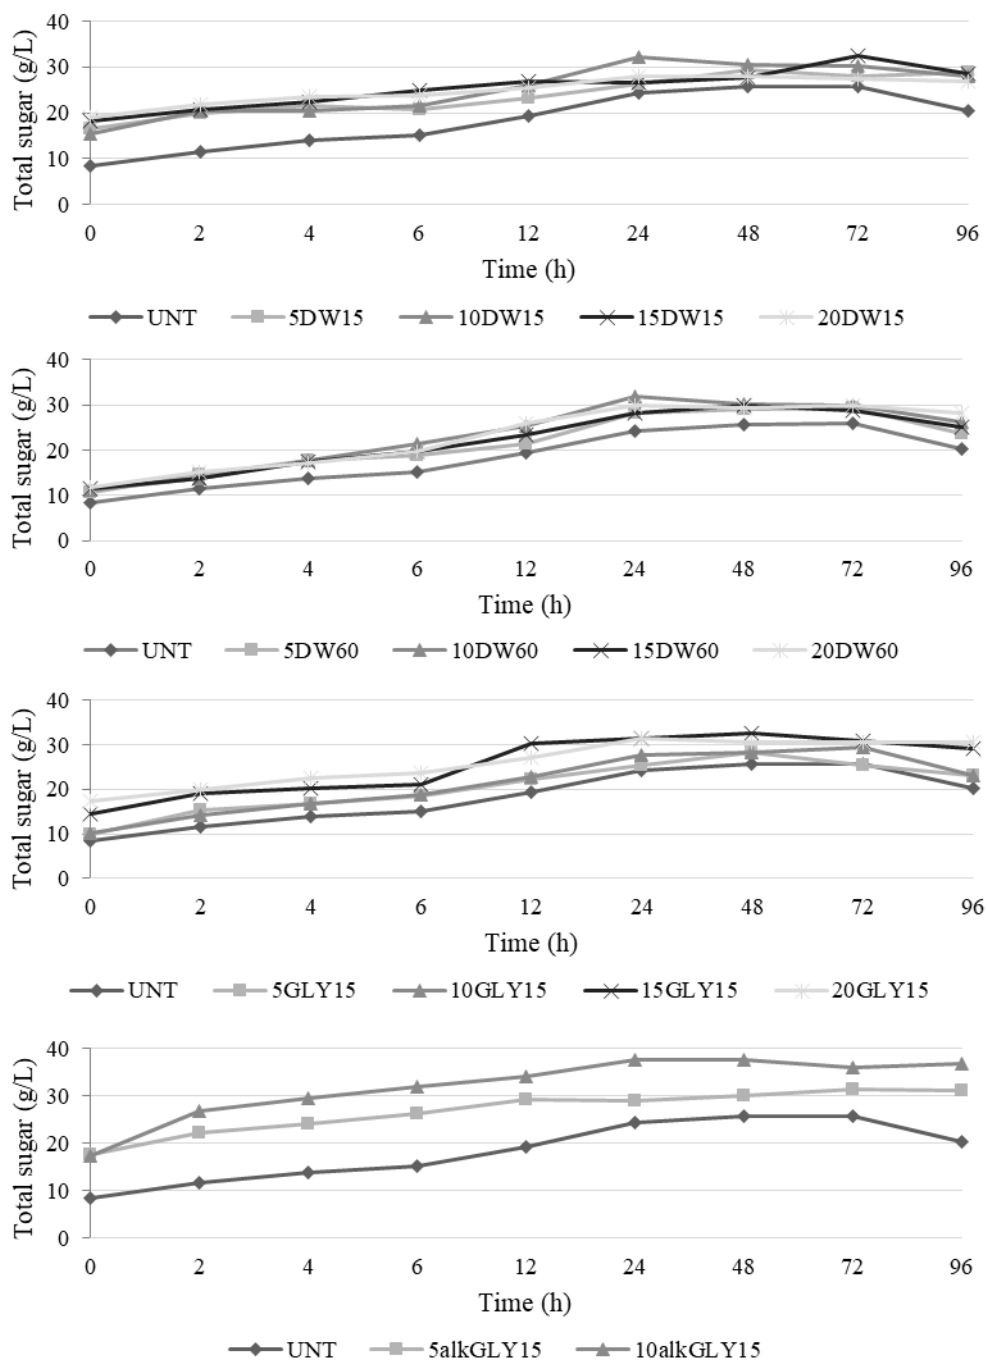 Total sugar (g/L)
40
30
20
10
0
0 2 4 6 12 24 48 72 96
Time (h)
UNT 5DW15 10DW15 15DW15 20DW15
Total sugar (g/L)
40
30
20
10
0
0 2 4 6 12 24 48 72 96
Time (h)
UNT 5DW60 10DW60 15DW60 20DW60
Total sugar (g/L)
40
30
20
10
0
0 2 4 6 12 24 48 72 96
Time (h)
UNT 5GLY15 10GLY15 15GLY15 20GLY15
Total sugar (g/L)
40
30
20
10
0
0 2 4 6 12 24 48 72 96
Time (h)
UNT 5alkGLY15 10alkGLY15